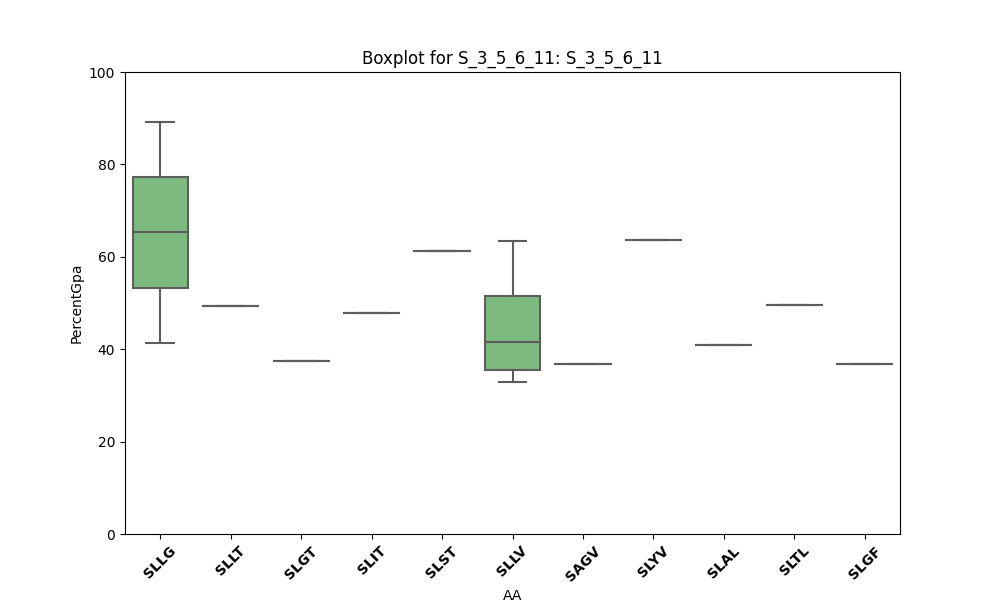 Boxplot for S_3_5_6_11: S_3_5_6_11
100
80
60
40
20
0
PercentGpa
SLLG
SLLT
SLGT
SLIT
SLST
SLLV
SAGV
SLYV
SLAL
SLTL
SLGF
AA